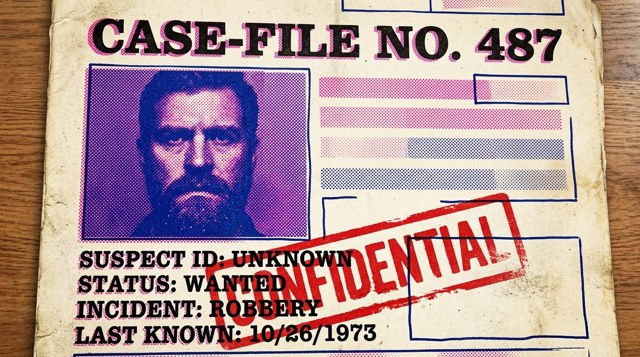 CASE-FILE NO. 487
SUSPECT ID: UNKNOWN
STATUS: WANTED
INCIDENT: ROBBERY
LAST KNOWN: 10/26/1973
CONFIDENTIAL